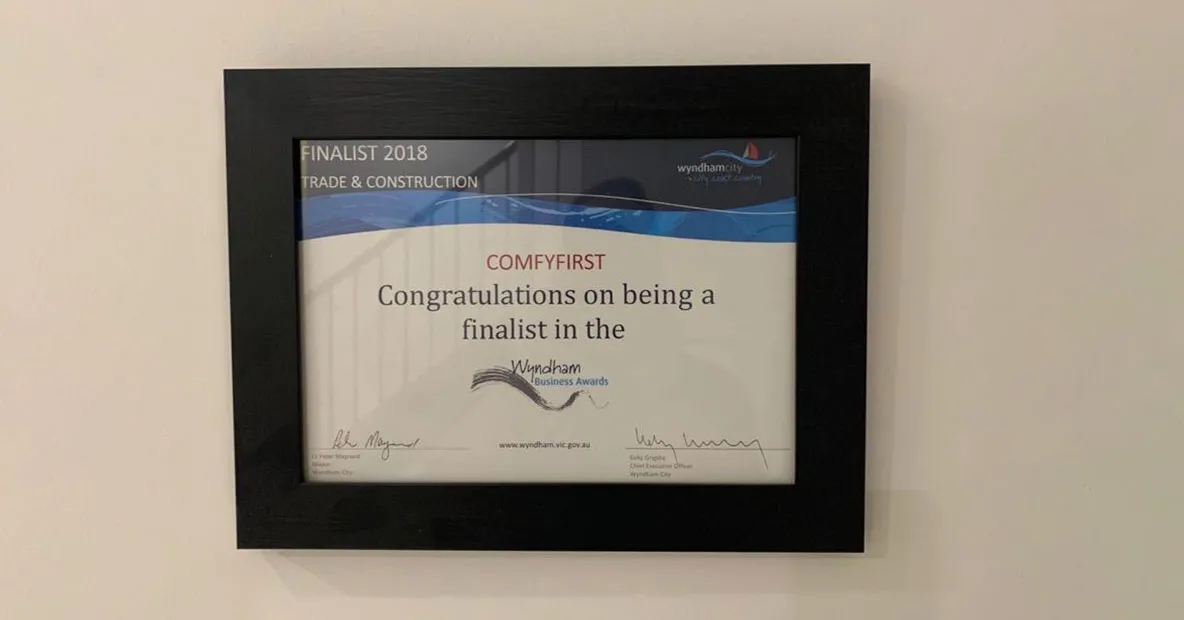 FINALIST 2018
TRADE & CONSTRUCTION
wyndhamcity
city. coast. country
COMFYFIRST
Congratulations on being a
finalist in the
Wyndham
Business Awards
www.wyndham.vic.gov.au
Cr Peter Maynard
Mayor
Wyndham City
Kelly Grigsby
Chief Executive Officer
Wyndham City